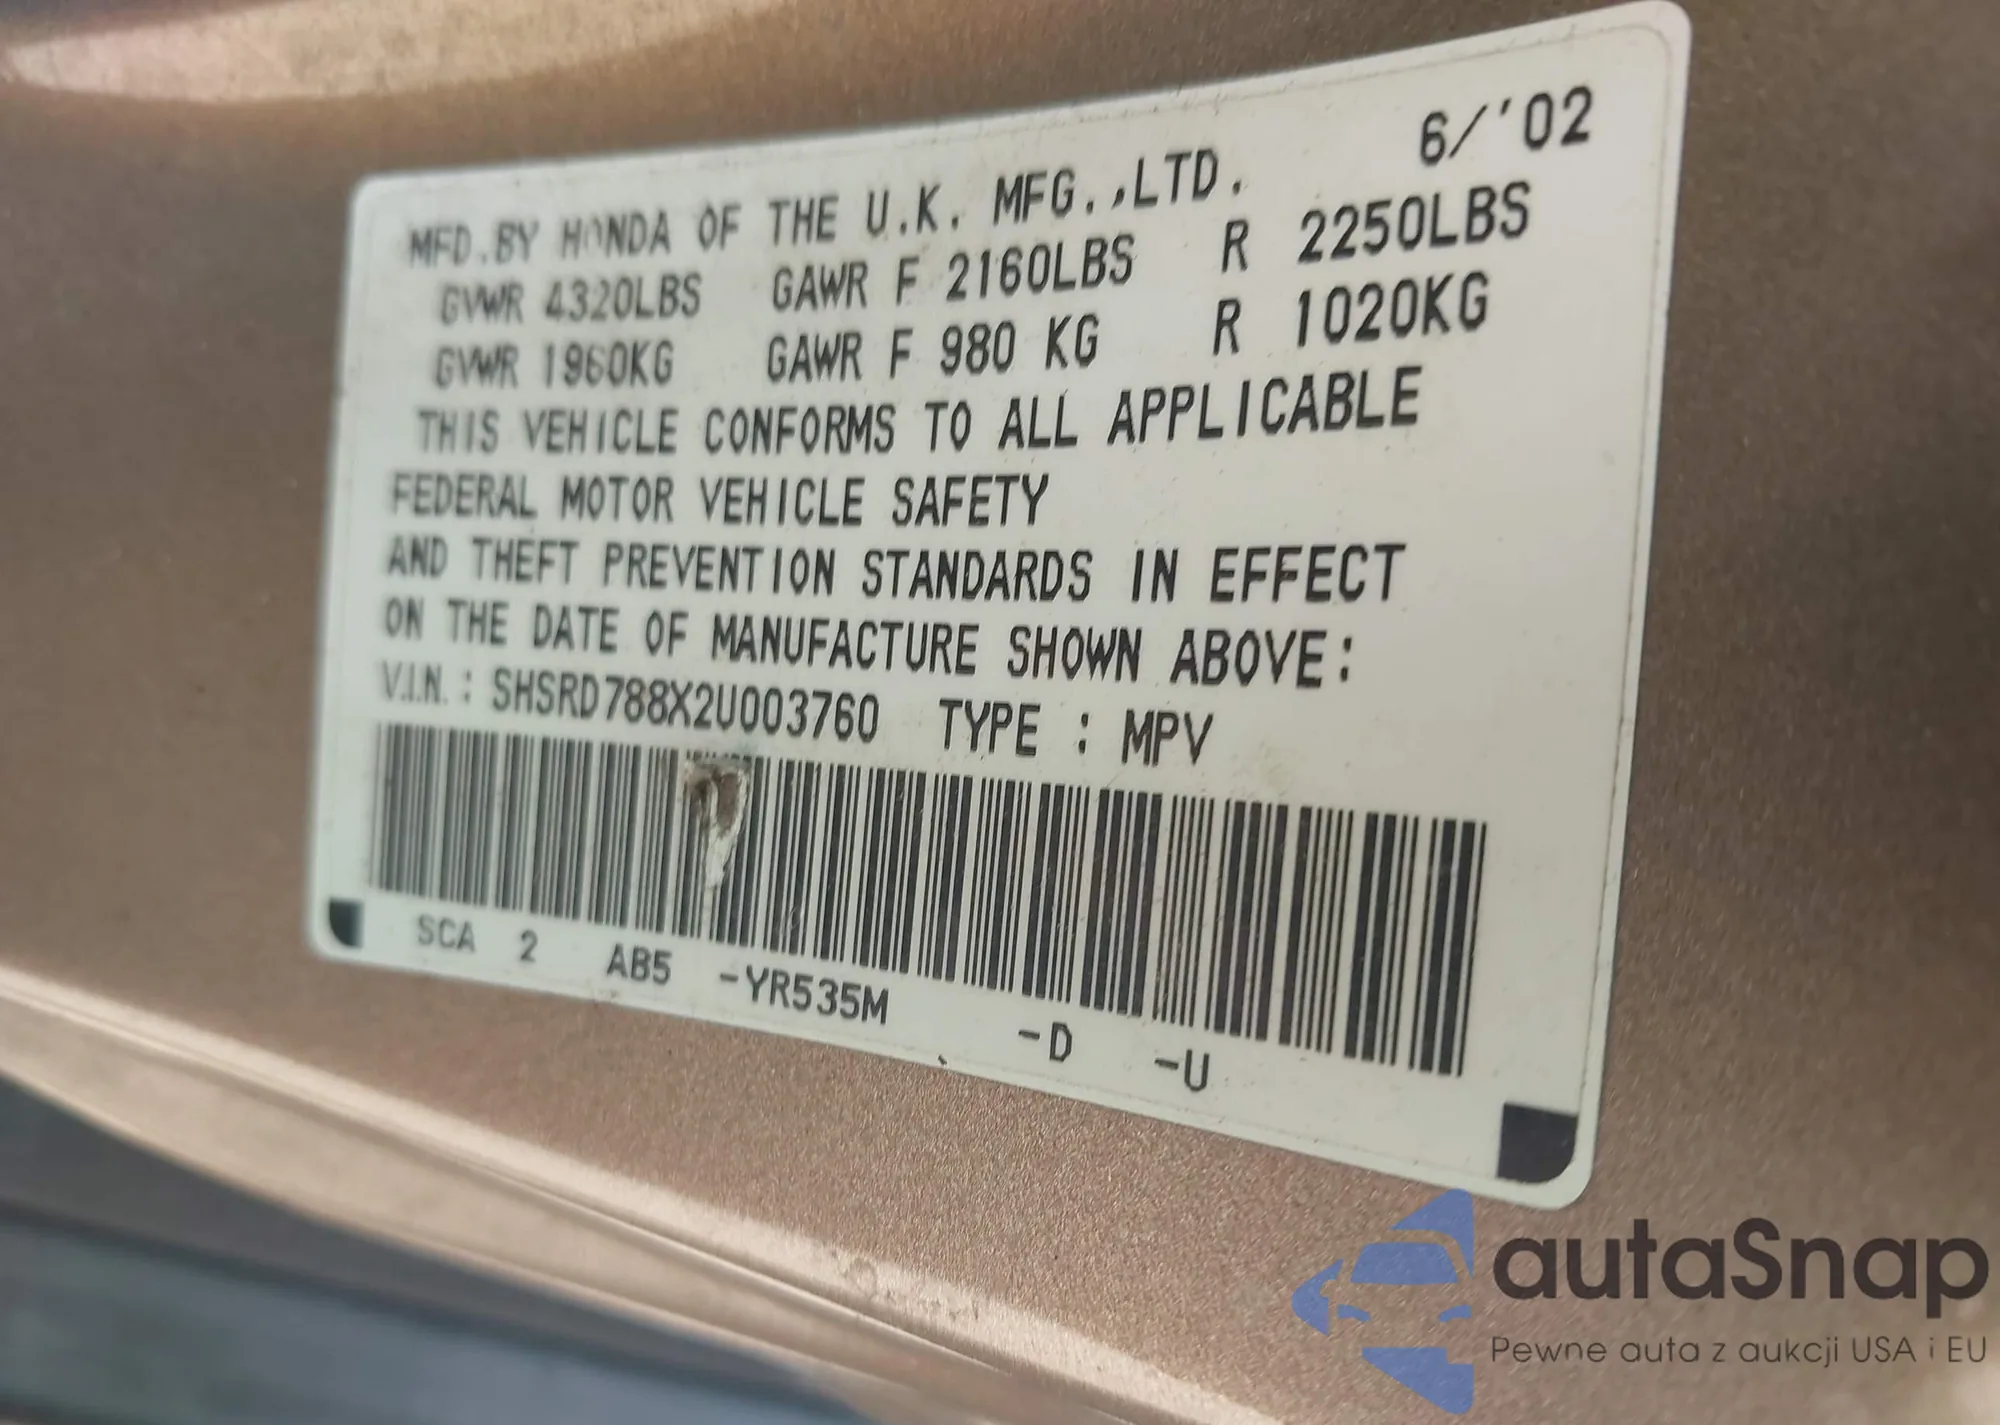 6/'02
MFD.BY HONDA OF THE U.K. MFG.,LTD.
GVWR 4320LBS GAWR F 2160LBS R 2250LBS
GVWR 1960KG GAWR F 980 KG R 1020KG
THIS VEHICLE CONFORMS TO ALL APPLICABLE
FEDERAL MOTOR VEHICLE SAFETY
AND THEFT PREVENTION STANDARDS IN EFFECT
ON THE DATE OF MANUFACTURE SHOWN ABOVE:
V.I.N.: SHSRD788X2U003760 TYPE : MPV
SCA 2 AB5 -YR535M -D -U
autaSnap
Pewne auta z aukcji USA i EU